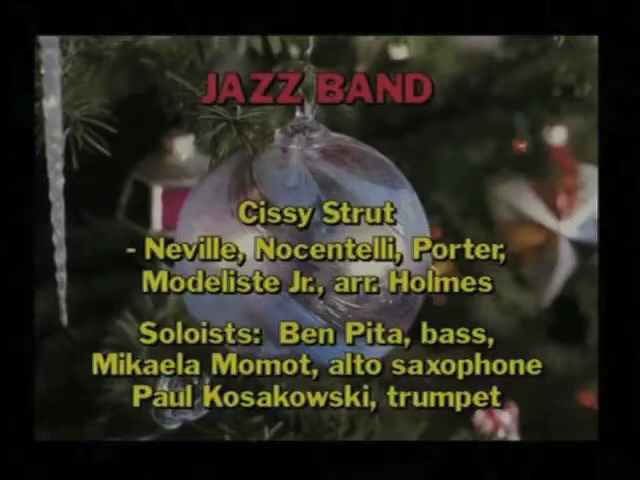 JAZZ BAND
Cissy Strut
- Neville, Nocentelli, Porter,
Modeliste Jr., arr. Holmes
Soloists: Ben Pita, bass,
Mikaela Momot, alto saxophone
Paul Kosakowski, trumpet